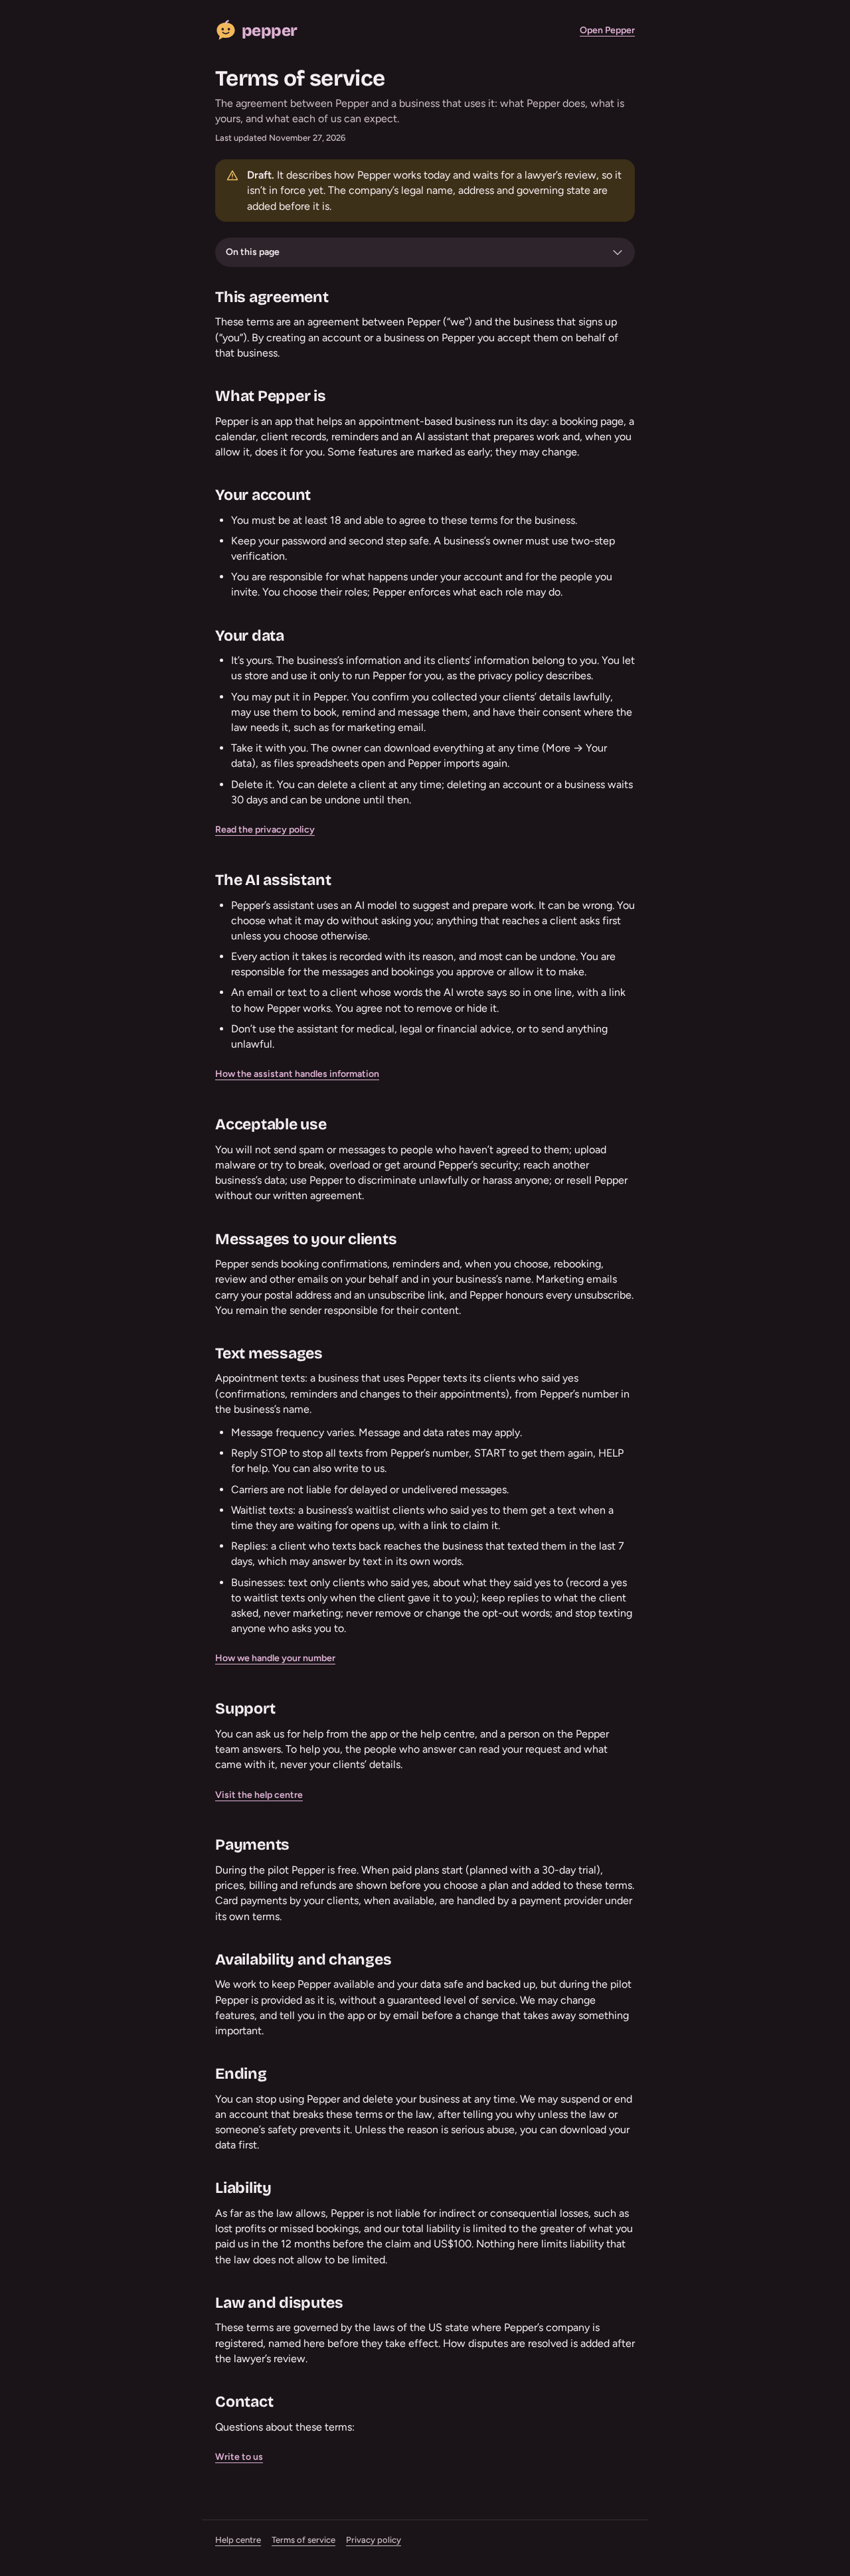 pepper
Open Pepper
Terms of service
The agreement between Pepper and a business that uses it: what Pepper does, what is
yours, and what each of us can expect.
Last updated November 27, 2026
Draft. It describes how Pepper works today and waits for a lawyer’s review, so it
isn’t in force yet. The company’s legal name, address and governing state are
added before it is.
On this page
This agreement
These terms are an agreement between Pepper (“we”) and the business that signs up
(“you”). By creating an account or a business on Pepper you accept them on behalf of
that business.
What Pepper is
Pepper is an app that helps an appointment-based business run its day: a booking page, a
calendar, client records, reminders and an AI assistant that prepares work and, when you
allow it, does it for you. Some features are marked as early; they may change.
Your account
• You must be at least 18 and able to agree to these terms for the business.
• Keep your password and second step safe. A business’s owner must use two-step
verification.
• You are responsible for what happens under your account and for the people you
invite. You choose their roles; Pepper enforces what each role may do.
Your data
• It’s yours. The business’s information and its clients’ information belong to you. You let
us store and use it only to run Pepper for you, as the privacy policy describes.
• You may put it in Pepper. You confirm you collected your clients’ details lawfully,
may use them to book, remind and message them, and have their consent where the
law needs it, such as for marketing email.
• Take it with you. The owner can download everything at any time (More → Your
data), as files spreadsheets open and Pepper imports again.
• Delete it. You can delete a client at any time; deleting an account or a business waits
30 days and can be undone until then.
Read the privacy policy
The AI assistant
• Pepper’s assistant uses an AI model to suggest and prepare work. It can be wrong. You
choose what it may do without asking you; anything that reaches a client asks first
unless you choose otherwise.
• Every action it takes is recorded with its reason, and most can be undone. You are
responsible for the messages and bookings you approve or allow it to make.
• An email or text to a client whose words the AI wrote says so in one line, with a link
to how Pepper works. You agree not to remove or hide it.
• Don’t use the assistant for medical, legal or financial advice, or to send anything
unlawful.
How the assistant handles information
Acceptable use
You will not send spam or messages to people who haven’t agreed to them; upload
malware or try to break, overload or get around Pepper’s security; reach another
business’s data; use Pepper to discriminate unlawfully or harass anyone; or resell Pepper
without our written agreement.
Messages to your clients
Pepper sends booking confirmations, reminders and, when you choose, rebooking,
review and other emails on your behalf and in your business’s name. Marketing emails
carry your postal address and an unsubscribe link, and Pepper honours every unsubscribe.
You remain the sender responsible for their content.
Text messages
Appointment texts: a business that uses Pepper texts its clients who said yes
(confirmations, reminders and changes to their appointments), from Pepper’s number in
the business’s name.
• Message frequency varies. Message and data rates may apply.
• Reply STOP to stop all texts from Pepper’s number, START to get them again, HELP
for help. You can also write to us.
• Carriers are not liable for delayed or undelivered messages.
• Waitlist texts: a business’s waitlist clients who said yes to them get a text when a
time they are waiting for opens up, with a link to claim it.
• Replies: a client who texts back reaches the business that texted them in the last 7
days, which may answer by text in its own words.
• Businesses: text only clients who said yes, about what they said yes to (record a yes
to waitlist texts only when the client gave it to you); keep replies to what the client
asked, never marketing; never remove or change the opt-out words; and stop texting
anyone who asks you to.
How we handle your number
Support
You can ask us for help from the app or the help centre, and a person on the Pepper
team answers. To help you, the people who answer can read your request and what
came with it, never your clients’ details.
Visit the help centre
Payments
During the pilot Pepper is free. When paid plans start (planned with a 30-day trial),
prices, billing and refunds are shown before you choose a plan and added to these terms.
Card payments by your clients, when available, are handled by a payment provider under
its own terms.
Availability and changes
We work to keep Pepper available and your data safe and backed up, but during the pilot
Pepper is provided as it is, without a guaranteed level of service. We may change
features, and tell you in the app or by email before a change that takes away something
important.
Ending
You can stop using Pepper and delete your business at any time. We may suspend or end
an account that breaks these terms or the law, after telling you why unless the law or
someone’s safety prevents it. Unless the reason is serious abuse, you can download your
data first.
Liability
As far as the law allows, Pepper is not liable for indirect or consequential losses, such as
lost profits or missed bookings, and our total liability is limited to the greater of what you
paid us in the 12 months before the claim and US$100. Nothing here limits liability that
the law does not allow to be limited.
Law and disputes
These terms are governed by the laws of the US state where Pepper’s company is
registered, named here before they take effect. How disputes are resolved is added after
the lawyer’s review.
Contact
Questions about these terms:
Write to us
Help centre
Terms of service
Privacy policy